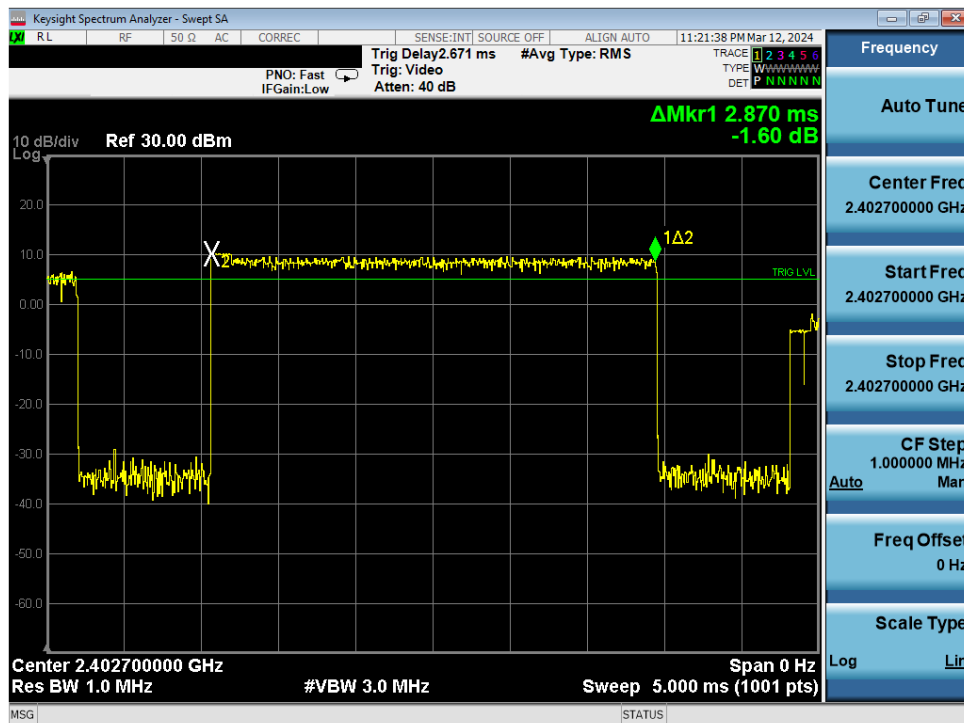 Keysight Spectrum Analyzer - Swept SA
LXI RL RF 50 Ω AC CORREC SENSE:INT SOURCE OFF ALIGN AUTO 11:21:38 PM Mar 12, 2024
PNO: Fast
IFGain:Low
Trig Delay2.671 ms
Trig: Video
Atten: 40 dB
#Avg Type: RMS
TRACE 1 2 3 4 5 6
TYPE WWWWWW
DET P N N N N N
ΔMkr1 2.870 ms
-1.60 dB
10 dB/div
Log
Ref 30.00 dBm
20.0
10.0
0.00
-10.0
-20.0
-30.0
-40.0
-50.0
-60.0
X2
1Δ2
TRIG LVL
Center 2.402700000 GHz
Span 0 Hz
Res BW 1.0 MHz
#VBW 3.0 MHz
Sweep 5.000 ms (1001 pts)
MSG
STATUS
Frequency
Auto Tune
Center Freq
2.402700000 GHz
Start Freq
2.402700000 GHz
Stop Freq
2.402700000 GHz
CF Step
1.000000 MHz
Auto Man
Freq Offset
0 Hz
Scale Type
Log Lin